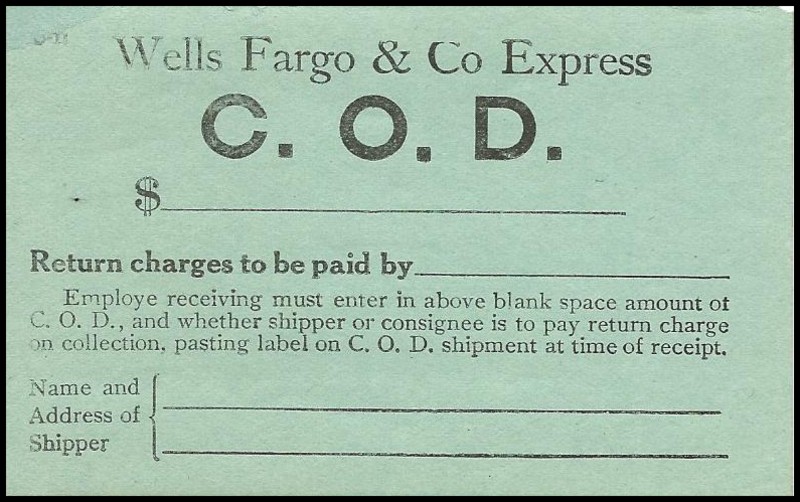 Wells Fargo & Co Express
C. O. D.
$
Return charges to be paid by
Employe receiving must enter in above blank space amount of
C. O. D., and whether shipper or consignee is to pay return charge
on collection, pasting label on C. O. D. shipment at time of receipt.
Name and
Address of
Shipper